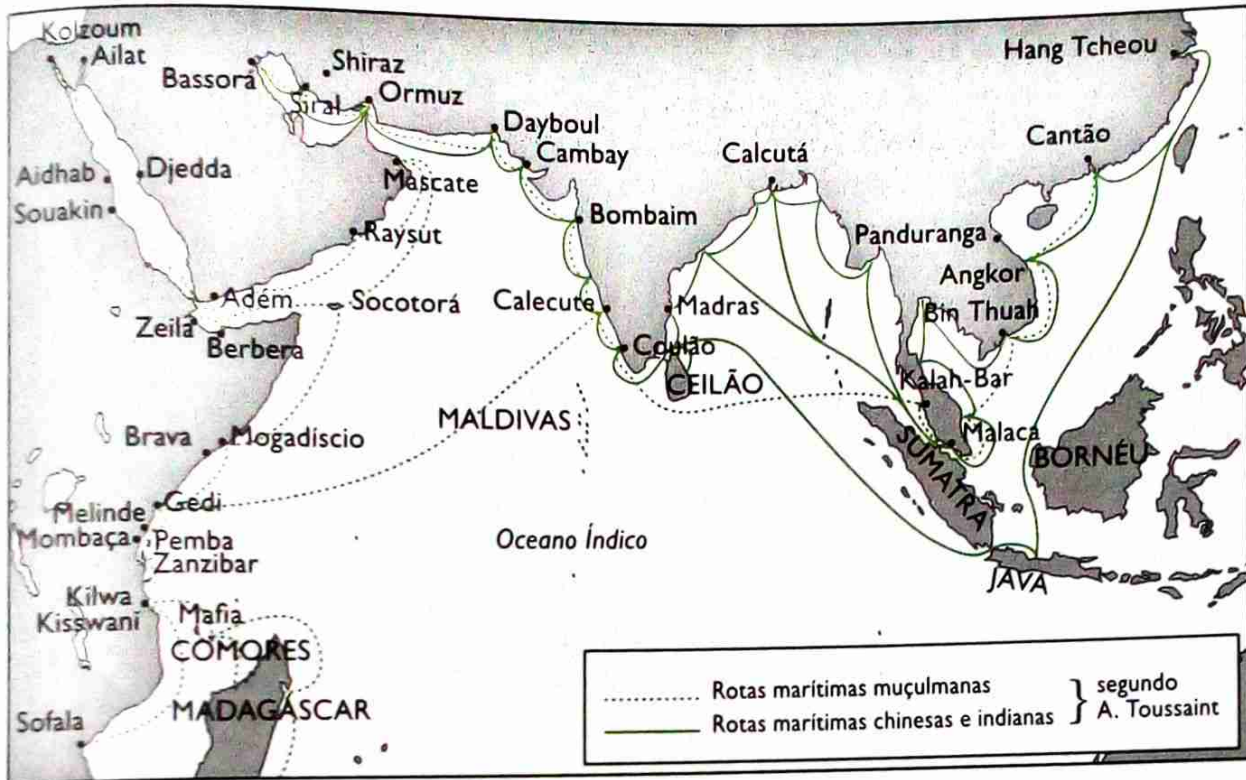 Kolzoum
Ailat
Bassorá
Shiraz
Siraf
Ormuz
Dayboul
Cambay
Calcutá
Hang Tcheou
Cantão
Aidhab
Djedda
Souakin
Mascate
Raysut
Bombaim
Panduranga
Angkor
Bin Thuah
Adém
Socotorá
Calecute
Madras
Zeila
Berbera
Coulão
CEILÃO
Kalah-Bar
MALDIVAS
Brava
Mogadíscio
Malaca
SUMATRA
BORNÉU
Gedi
Melinde
Mombaça
Pemba
Zanzibar
Oceano Índico
JAVA
Kilwa
Kisswani
Mafia
COMORES
MADAGÁSCAR
Sofala
Rotas marítimas muçulmanas
Rotas marítimas chinesas e indianas
segundo
A. Toussaint